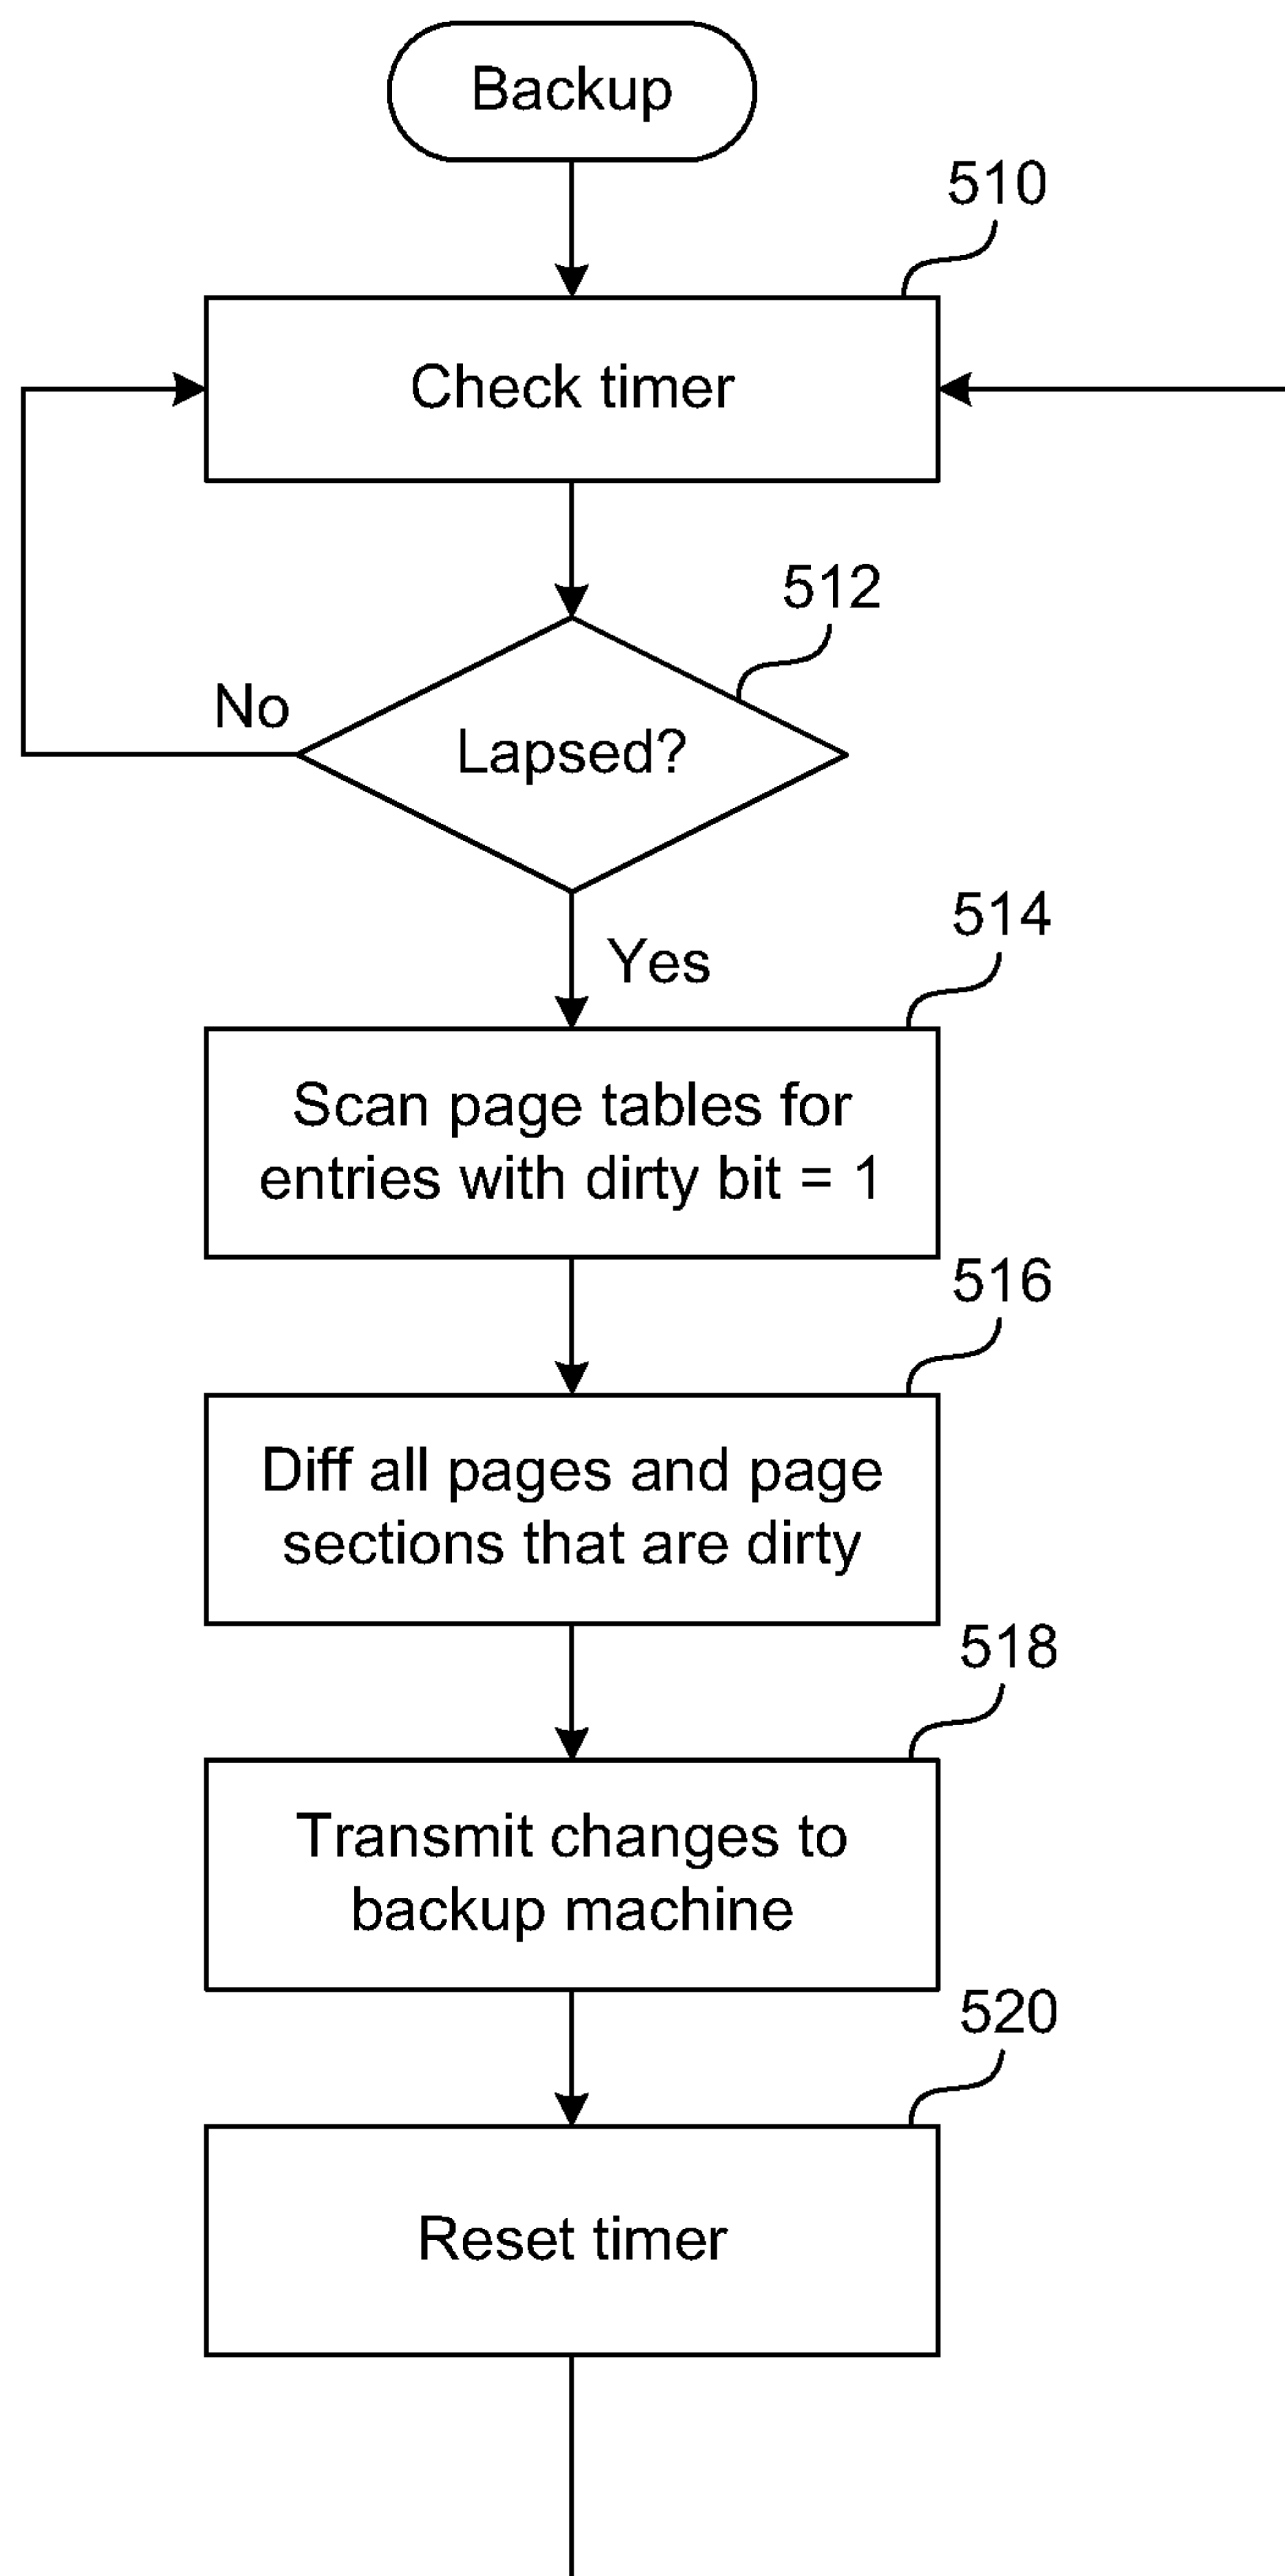 Backup
510
Check timer
512
No
Lapsed?
Yes
514
Scan page tables for
entries with dirty bit = 1
516
Diff all pages and page
sections that are dirty
518
Transmit changes to
backup machine
520
Reset timer